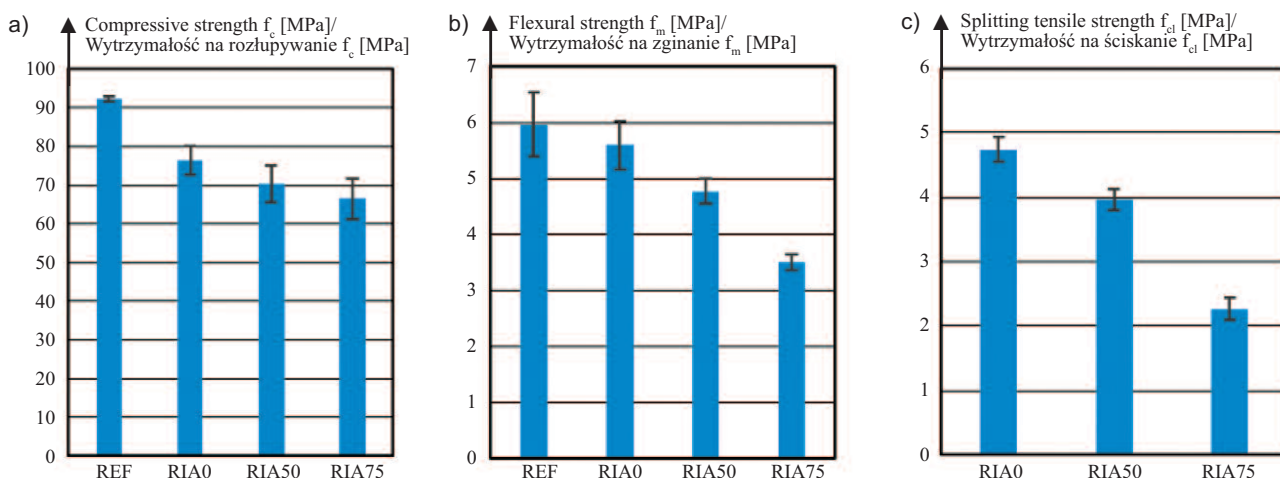 a)
Compressive strength f_c [MPa]/
Wytrzymałość na rozłupywanie f_c [MPa]
100
90
80
70
60
50
40
30
20
10
0
REF RIA0 RIA50 RIA75
b)
Flexural strength f_m [MPa]/
Wytrzymałość na zginanie f_m [MPa]
7
6
5
4
3
2
1
0
REF RIA0 RIA50 RIA75
c)
Splitting tensile strength f_cl [MPa]/
Wytrzymałość na ściskanie f_cl [MPa]
6
5
4
3
2
1
0
RIA0 RIA50 RIA75